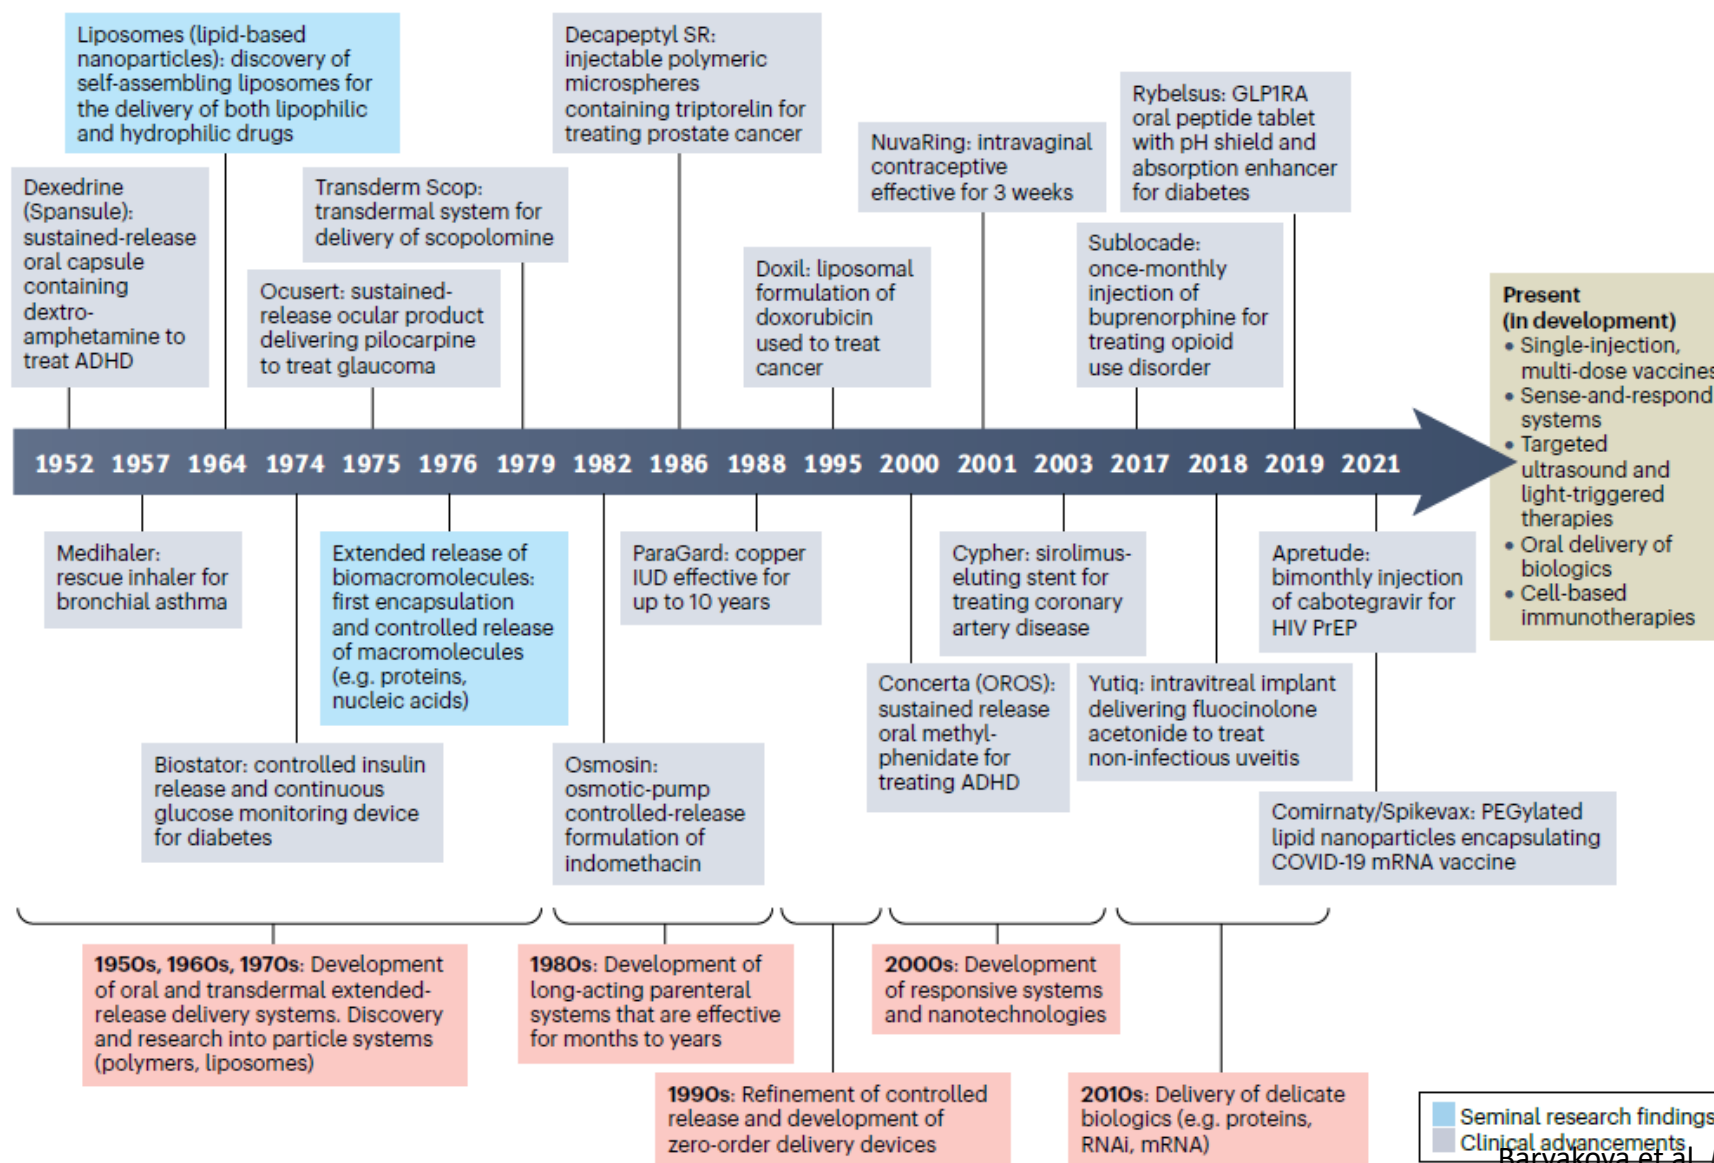 Liposomes (lipid-based
nanoparticles): discovery of
self-assembling liposomes for
the delivery of both lipophilic
and hydrophilic drugs
Decapeptyl SR:
injectable polymeric
microspheres
containing triptorelin for
treating prostate cancer
Rybelsus: GLP1RA
oral peptide tablet
with pH shield and
absorption enhancer
for diabetes
NuvaRing: intravaginal
contraceptive
effective for 3 weeks
Dexedrine
(Spansule):
sustained-release
oral capsule
containing
dextro-
amphetamine to
treat ADHD
Transderm Scop:
transdermal system for
delivery of scopolomine
Ocusert: sustained-
release ocular product
delivering pilocarpine
to treat glaucoma
Doxil: liposomal
formulation of
doxorubicin
used to treat
cancer
Sublocade:
once-monthly
injection of
buprenorphine for
treating opioid
use disorder
Present
(in development)
• Single-injection,
multi-dose vaccines
• Sense-and-respond
systems
• Targeted
ultrasound and
light-triggered
therapies
• Oral delivery of
biologics
• Cell-based
immunotherapies
1952 1957 1964 1974 1975 1976 1979 1982 1986 1988 1995 2000 2001 2003 2017 2018 2019 2021
Medihaler:
rescue inhaler for
bronchial asthma
Extended release of
biomacromolecules:
first encapsulation
and controlled release
of macromolecules
(e.g. proteins,
nucleic acids)
ParaGard: copper
IUD effective for
up to 10 years
Cypher: sirolimus-
eluting stent for
treating coronary
artery disease
Apretude:
bimonthly injection
of cabotegravir for
HIV PrEP
Concerta (OROS):
sustained release
oral methyl-
phenidate for
treating ADHD
Yutiq: intravitreal implant
delivering fluocinolone
acetonide to treat
non-infectious uveitis
Biostator: controlled insulin
release and continuous
glucose monitoring device
for diabetes
Osmosin:
osmotic-pump
controlled-release
formulation of
indomethacin
Comirnaty/Spikevax: PEGylated
lipid nanoparticles encapsulating
COVID-19 mRNA vaccine
1950s, 1960s, 1970s: Development
of oral and transdermal extended-
release delivery systems. Discovery
and research into particle systems
(polymers, liposomes)
1980s: Development of
long-acting parenteral
systems that are effective
for months to years
2000s: Development
of responsive systems
and nanotechnologies
1990s: Refinement of controlled
release and development of
zero-order delivery devices
2010s: Delivery of delicate
biologics (e.g. proteins,
RNAi, mRNA)
Seminal research findings
Clinical advancements
Baryakova et al.